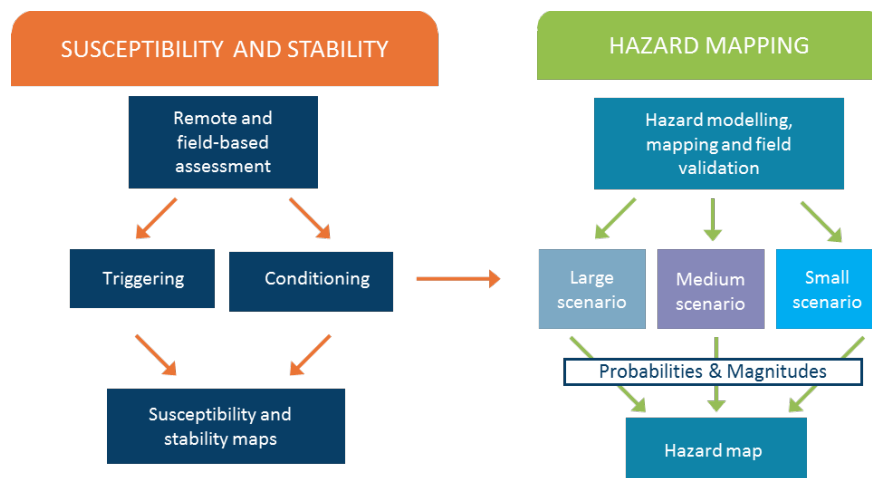 SUSCEPTIBILITY AND STABILITY
Remote and
field-based
assessment
Triggering
Conditioning
Susceptibility and
stability maps
HAZARD MAPPING
Hazard modelling,
mapping and field
validation
Large
scenario
Medium
scenario
Small
scenario
Probabilities & Magnitudes
Hazard map